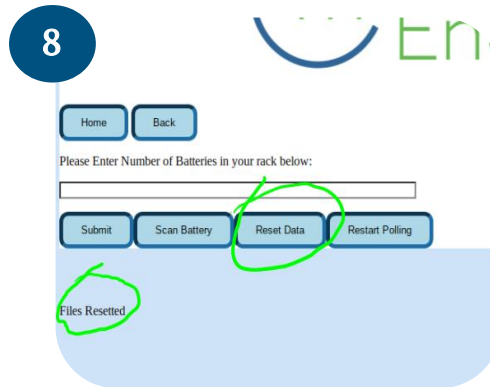 8
En
Home Back
Please Enter Number of Batteries in your rack below:
Submit Scan Battery Reset Data Restart Polling
Files Resetted